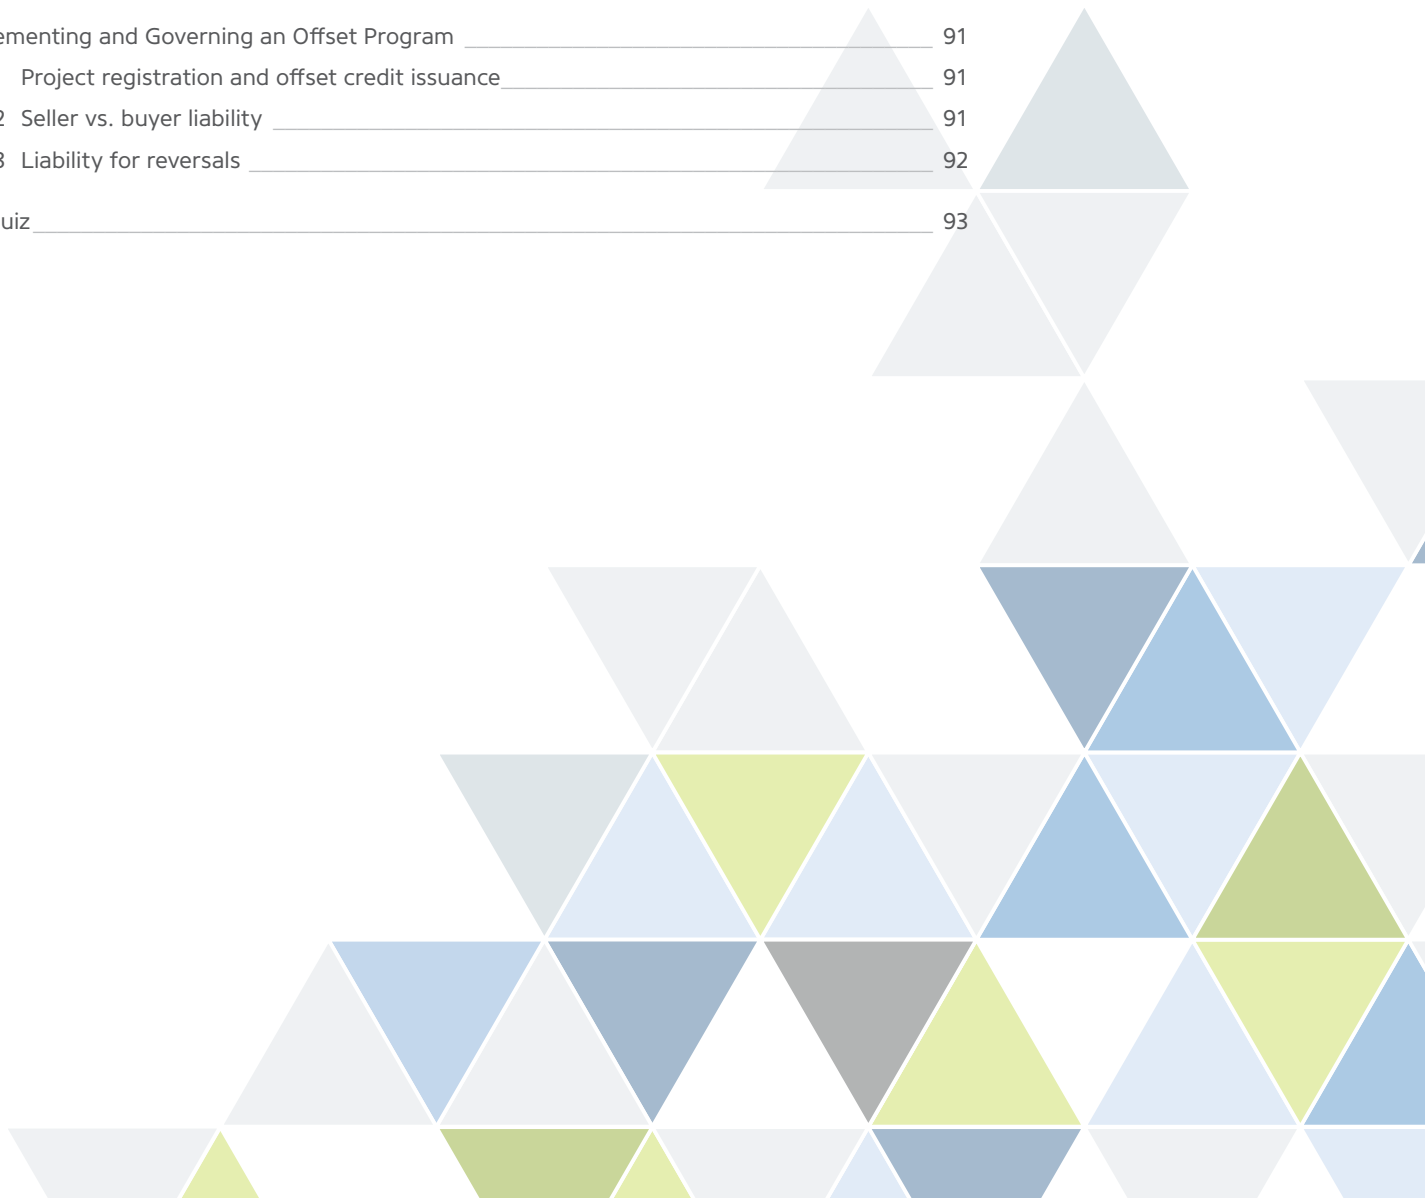 ementing and Governing an Offset Program 91
Project registration and offset credit issuance 91
2 Seller vs. buyer liability 91
3 Liability for reversals 92
uiz 93